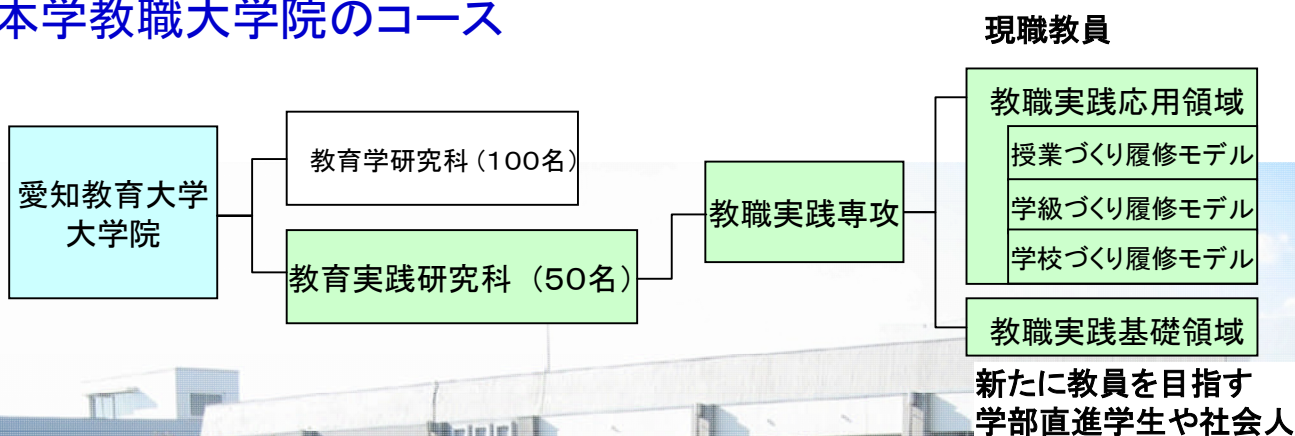 本学教職大学院のコース
現職教員
愛知教育大学
大学院
教育学研究科(100名)
教育実践研究科 (50名)
教職実践専攻
教職実践応用領域
授業づくり履修モデル
学級づくり履修モデル
学校づくり履修モデル
教職実践基礎領域
新たに教員を目指す
学部直進学生や社会人